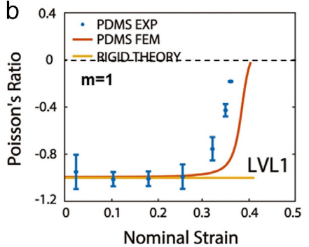 b
0.4
0
-0.4
-0.8
-1.2
Poisson's Ratio
PDMS EXP
PDMS FEM
RIGID THEORY
m=1
LVL1
0 0.1 0.2 0.3 0.4 0.5
Nominal Strain